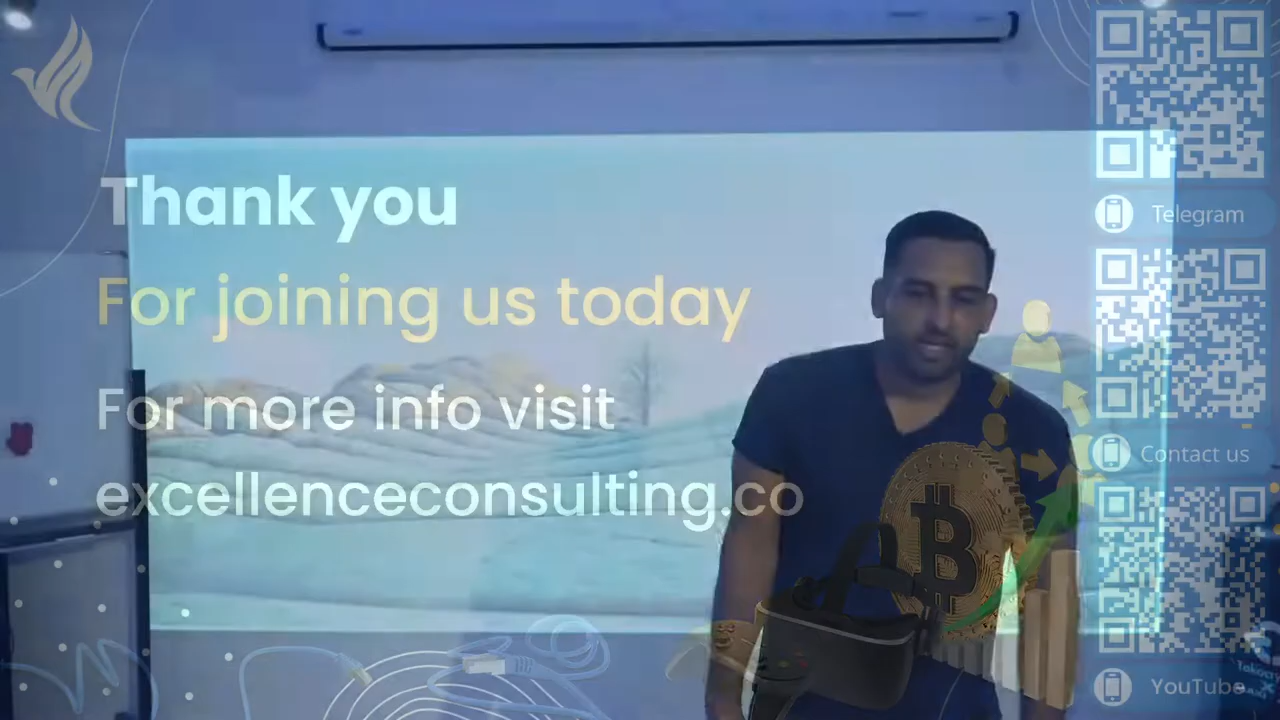 Thank you
For joining us today
For more info visit
excellenceconsulting.co
Telegram
Contact us
YouTube